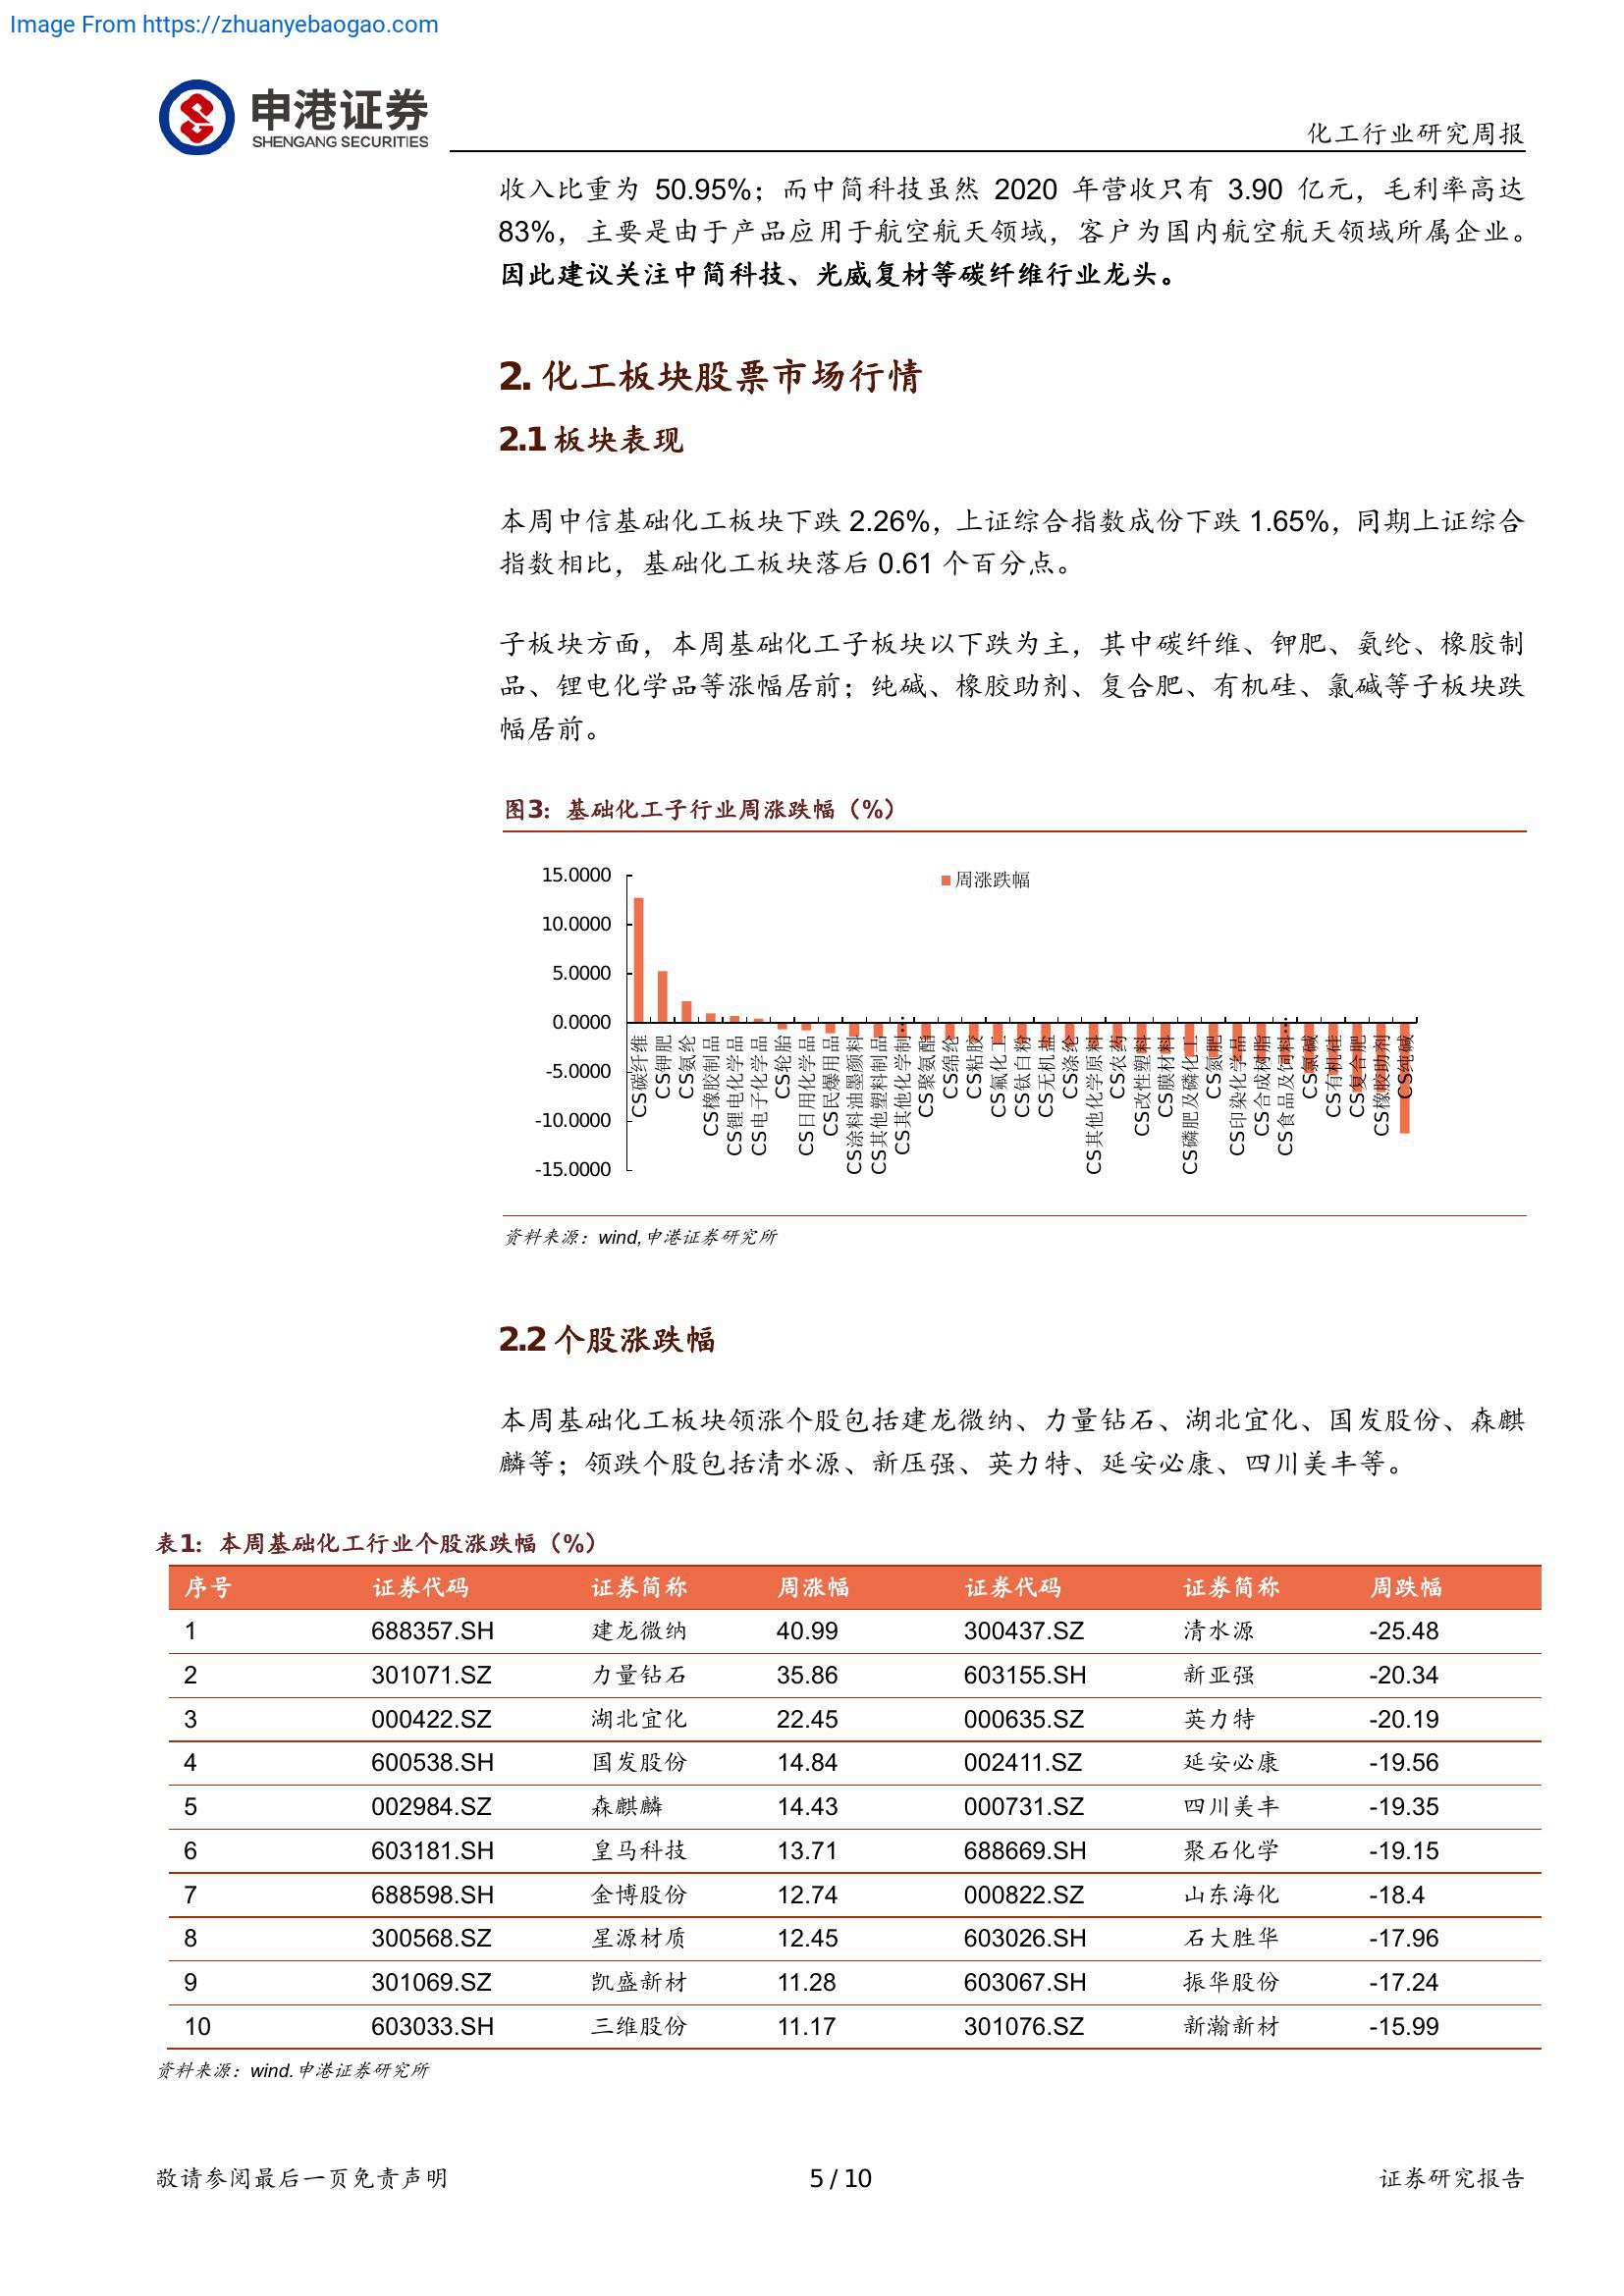 Image From https://zhuanyebaogao.com
申港证券
SHENGANG SECURITIES
化工行业研究周报
收入比重为 50.95%；而中简科技虽然 2020 年营收只有 3.90 亿元，毛利率高达
83%，主要是由于产品应用于航空航天领域，客户为国内航空航天领域所属企业。
因此建议关注中简科技、光威复材等碳纤维行业龙头。
2. 化工板块股票市场行情
2.1 板块表现
本周中信基础化工板块下跌 2.26%，上证综合指数成份下跌 1.65%，同期上证综合
指数相比，基础化工板块落后 0.61 个百分点。
子板块方面，本周基础化工子板块以下跌为主，其中碳纤维、钾肥、氨纶、橡胶制
品、锂电化学品等涨幅居前；纯碱、橡胶助剂、复合肥、有机硅、氯碱等子板块跌
幅居前。
图3：基础化工子行业周涨跌幅（%）
周涨跌幅
15.0000
10.0000
5.0000
0.0000
-5.0000
-10.0000
-15.0000
CS碳纤维
CS钾肥
CS氨纶
CS橡胶制品
CS锂电化学品
CS电子化学品
CS轮胎
CS日用化学品
CS民爆用品
CS涂料油墨颜料
CS其他塑料制品
CS其他化学制…
CS聚氨酯
CS绵纶
CS粘胶
CS氟化工
CS钛白粉
CS无机盐
CS涤纶
CS其他化学原料
CS农药
CS改性塑料
CS膜材料
CS磷肥及磷化工
CS氮肥
CS印染化学品
CS合成树脂
CS食品及饲料…
CS氯碱
CS有机硅
CS复合肥
CS橡胶助剂
CS纯碱
资料来源：wind,申港证券研究所
2.2 个股涨跌幅
本周基础化工板块领涨个股包括建龙微纳、力量钻石、湖北宜化、国发股份、森麒
麟等；领跌个股包括清水源、新压强、英力特、延安必康、四川美丰等。
表1：本周基础化工行业个股涨跌幅（%）
序号 证券代码 证券简称 周涨幅 证券代码 证券简称 周跌幅
1 688357.SH 建龙微纳 40.99 300437.SZ 清水源 -25.48
2 301071.SZ 力量钻石 35.86 603155.SH 新亚强 -20.34
3 000422.SZ 湖北宜化 22.45 000635.SZ 英力特 -20.19
4 600538.SH 国发股份 14.84 002411.SZ 延安必康 -19.56
5 002984.SZ 森麒麟 14.43 000731.SZ 四川美丰 -19.35
6 603181.SH 皇马科技 13.71 688669.SH 聚石化学 -19.15
7 688598.SH 金博股份 12.74 000822.SZ 山东海化 -18.4
8 300568.SZ 星源材质 12.45 603026.SH 石大胜华 -17.96
9 301069.SZ 凯盛新材 11.28 603067.SH 振华股份 -17.24
10 603033.SH 三维股份 11.17 301076.SZ 新瀚新材 -15.99
资料来源：wind.申港证券研究所
敬请参阅最后一页免责声明
5 / 10
证券研究报告